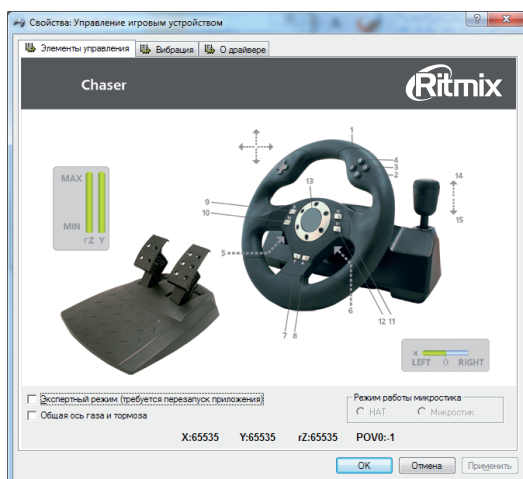 Свойства: Управление игровым устройством
Элементы управления
Вибрация
О драйвере
Chaser
Ritmix
1
4
3
2
14
15
MAX
MIN
rZ Y
13
9
10
5
6
7
8
12 11
x
LEFT 0 RIGHT
Экспертный режим (требуется перезапуск приложения)
Общая ось газа и тормоза
Режим работы микростика
НАТ
Микростик
X:65535 Y:65535 rZ:65535 POV0:-1
OK
Отмена
Применить